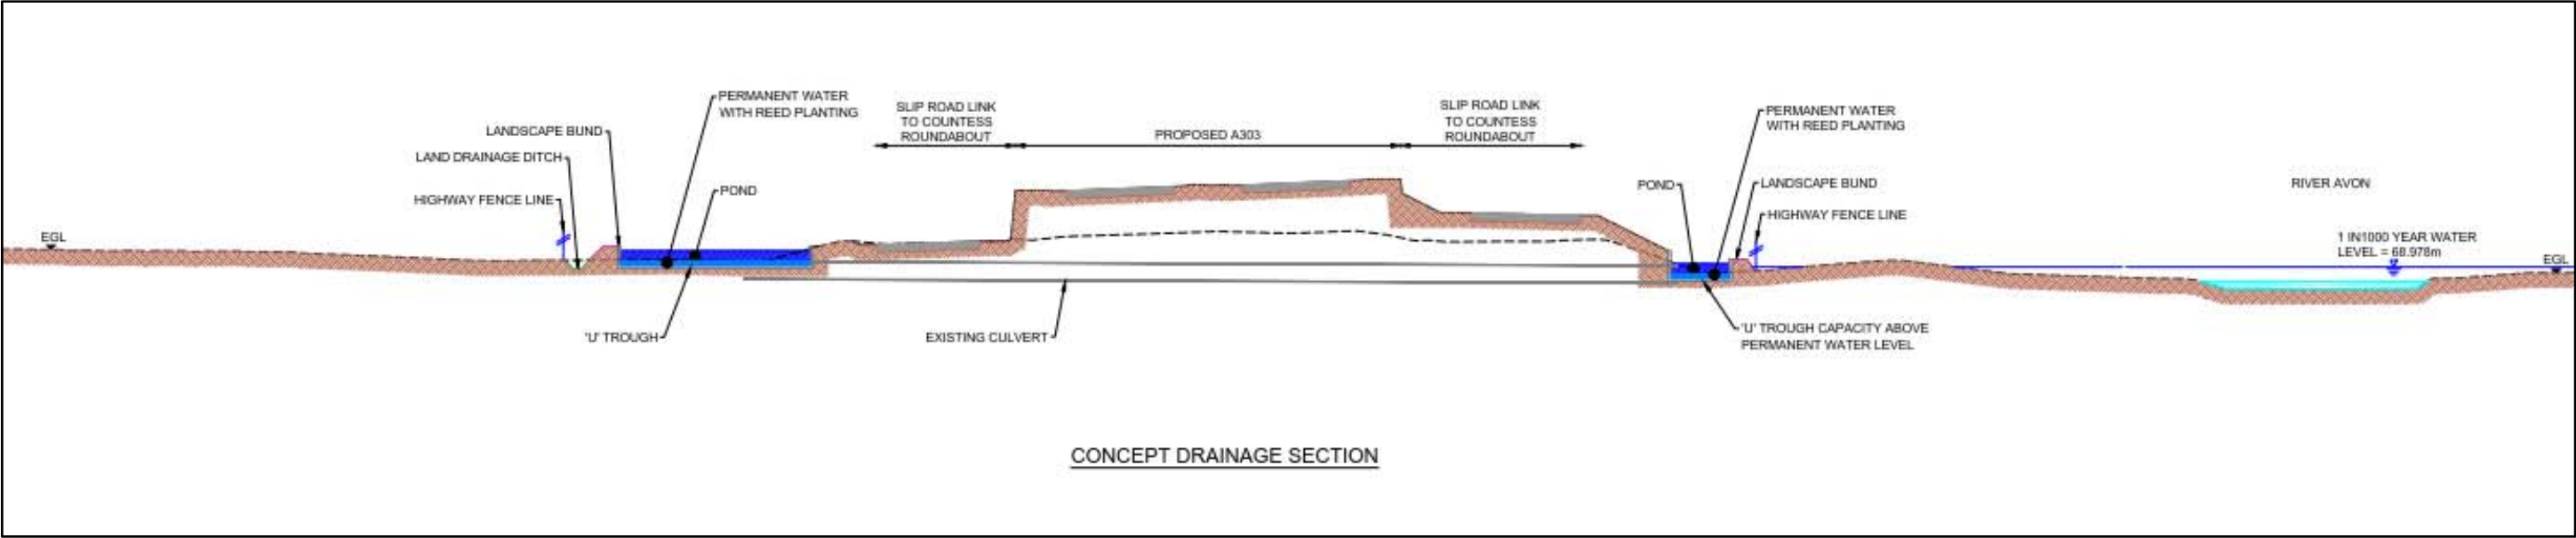 PERMANENT WATER
WITH REED PLANTING
LANDSCAPE BUND
LAND DRAINAGE DITCH
HIGHWAY FENCE LINE
POND
EGL
SLIP ROAD LINK
TO COUNTESS
ROUNDABOUT
PROPOSED A303
SLIP ROAD LINK
TO COUNTESS
ROUNDABOUT
PERMANENT WATER
WITH REED PLANTING
POND
LANDSCAPE BUND
HIGHWAY FENCE LINE
RIVER AVON
1 IN1000 YEAR WATER
LEVEL = 68.978m
EGL
'U' TROUGH
EXISTING CULVERT
'U' TROUGH CAPACITY ABOVE
PERMANENT WATER LEVEL
CONCEPT DRAINAGE SECTION